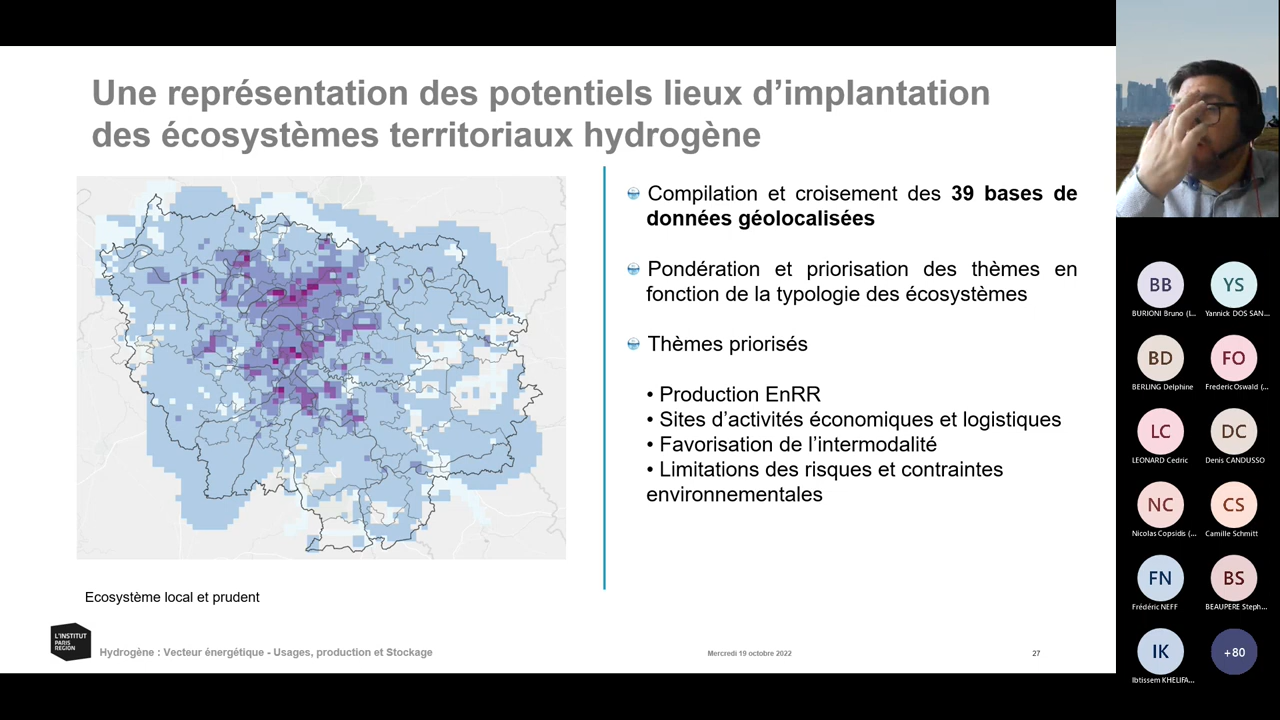 Une représentation des potentiels lieux d’implantation
des écosystèmes territoriaux hydrogène
Compilation et croisement des 39 bases de
données géolocalisées
Pondération et priorisation des thèmes en
fonction de la typologie des écosystèmes
Thèmes priorisés
• Production EnRR
• Sites d’activités économiques et logistiques
• Favorisation de l’intermodalité
• Limitations des risques et contraintes
environnementales
Ecosystème local et prudent
L’INSTITUT
PARIS
REGION
Hydrogène : Vecteur énergétique - Usages, production et Stockage
Mercredi 19 octobre 2022
27
BB
YS
BURIONI Bruno (L...
Yannick DOS SAN...
BD
FO
BERLING Delphine
Frederic Oswald (...
LC
DC
LEONARD Cedric
Denis CANDUSSO
NC
CS
Nicolas Copsidis (...
Camille Schmitt
FN
BS
Frédéric NEFF
BEAUPERE Steph...
IK
+80
Ibtissem KHELIFA...